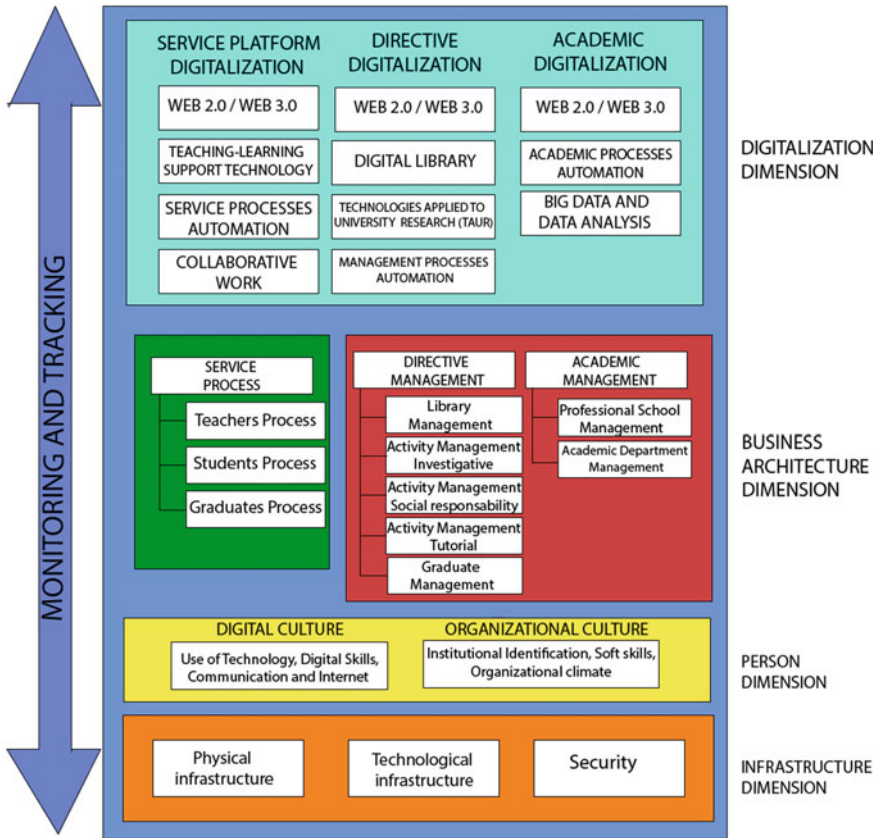 MONITORING AND TRACKING
SERVICE PLATFORM
DIGITALIZATION
WEB 2.0 / WEB 3.0
TEACHING-LEARNING
SUPPORT TECHNOLOGY
SERVICE PROCESSES
AUTOMATION
COLLABORATIVE
WORK
DIRECTIVE
DIGITALIZATION
WEB 2.0 / WEB 3.0
DIGITAL LIBRARY
TECHNOLOGIES APPLIED TO
UNIVERSITY RESEARCH (TAUR)
MANAGEMENT PROCESSES
AUTOMATION
ACADEMIC
DIGITALIZATION
WEB 2.0 / WEB 3.0
ACADEMIC PROCESSES
AUTOMATION
BIG DATA AND
DATA ANALYSIS
DIGITALIZATION
DIMENSION
SERVICE
PROCESS
Teachers Process
Students Process
Graduates Process
DIRECTIVE
MANAGEMENT
Library
Management
Activity Management
Investigative
Activity Management
Social responsability
Activity Management
Tutorial
Graduate
Management
ACADEMIC
MANAGEMENT
Professional School
Management
Academic Department
Management
BUSINESS
ARCHITECTURE
DIMENSION
DIGITAL CULTURE
Use of Technology, Digital Skills,
Communication and Internet
ORGANIZATIONAL CULTURE
Institutional Identification, Soft skills,
Organizational climate
PERSON
DIMENSION
Physical
infrastructure
Technological
infrastructure
Security
INFRASTRUCTURE
DIMENSION